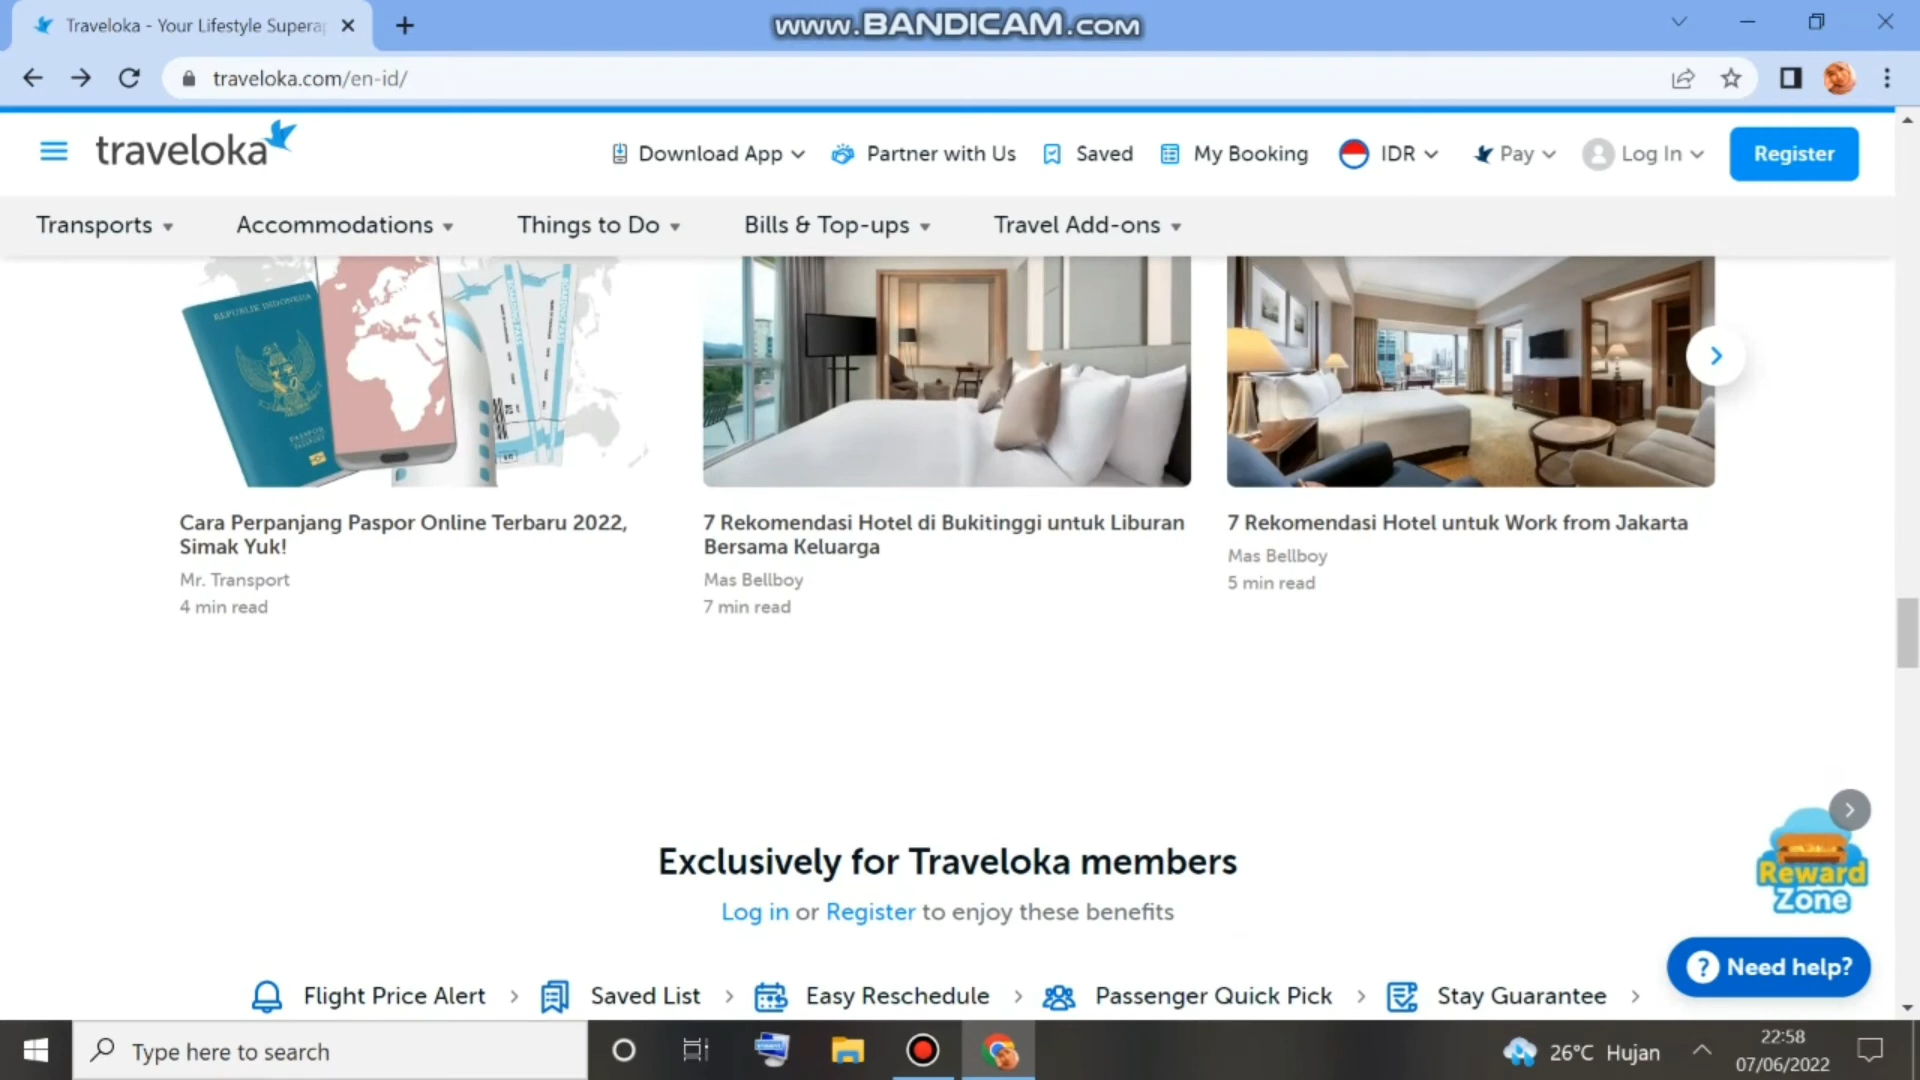 Traveloka - Your Lifestyle Supera
www.BANDICAM.com
traveloka.com/en-id/
traveloka
Download App
Partner with Us
Saved
My Booking
IDR
Pay
Log In
Register
Transports
Accommodations
Things to Do
Bills & Top-ups
Travel Add-ons
REPUBLIK INDONESIA
PASPOR
Cara Perpanjang Paspor Online Terbaru 2022,
Simak Yuk!
Mr. Transport
4 min read
7 Rekomendasi Hotel di Bukitinggi untuk Liburan
Bersama Keluarga
Mas Bellboy
7 min read
7 Rekomendasi Hotel untuk Work from Jakarta
Mas Bellboy
5 min read
Exclusively for Traveloka members
Log in or Register to enjoy these benefits
Reward
Zone
Need help?
Flight Price Alert
Saved List
Easy Reschedule
Passenger Quick Pick
Stay Guarantee
Type here to search
26°C Hujan
22:58
07/06/2022